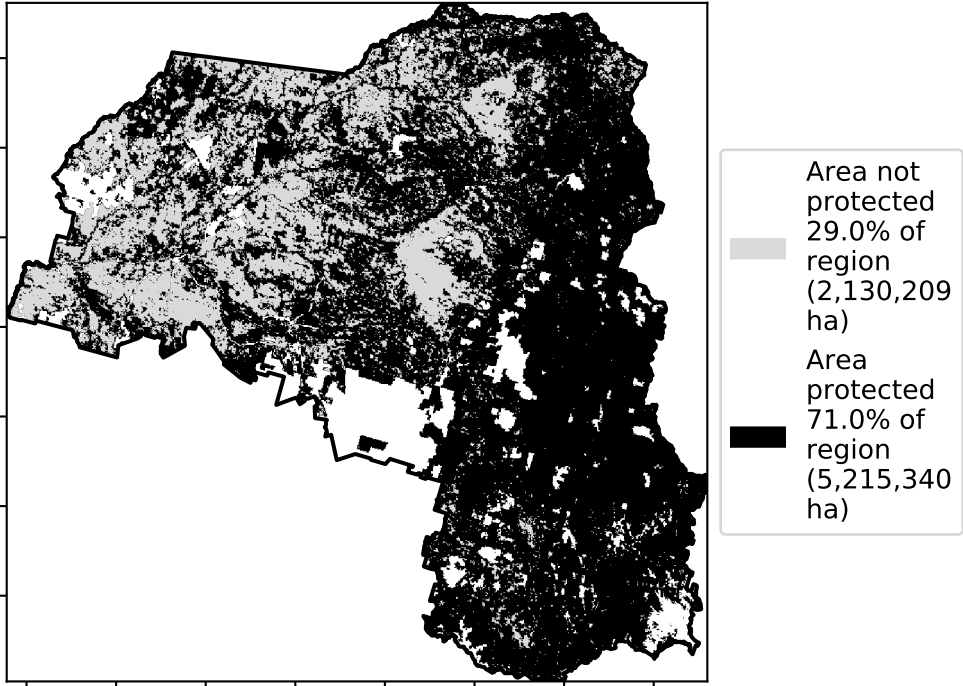 Area not
protected
29.0% of
region
(2,130,209
ha)
Area
protected
71.0% of
region
(5,215,340
ha)